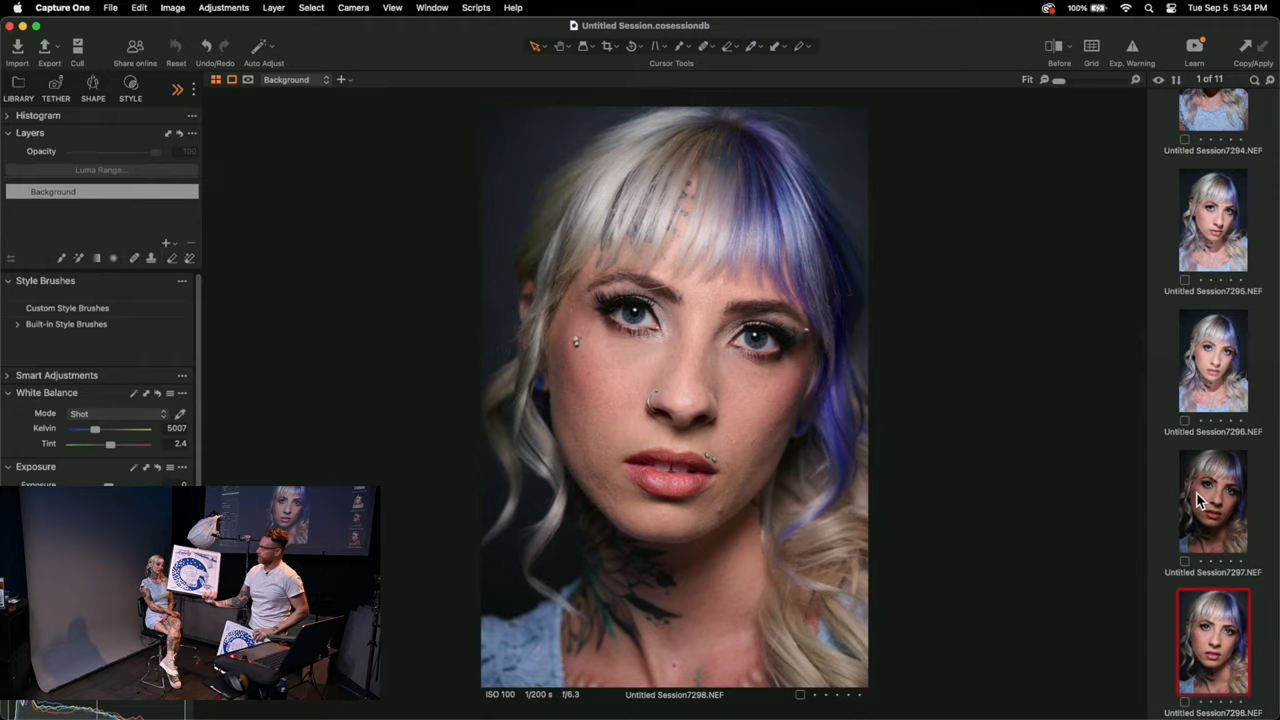 Capture One File Edit Image Adjustments Layer Select Camera View Window Scripts Help
100% Tue Sep 5 5:34 PM
Untitled Session.cosessiondb
Import Export Cull Share online Reset Undo/Redo Auto Adjust Cursor Tools Before Grid Exp. Warning Learn Copy/Apply
LIBRARY TETHER SHAPE STYLE
Background
Fit
1 of 11
Histogram
Layers
Opacity 100
Luma Range...
Background
Style Brushes
Custom Style Brushes
Built-in Style Brushes
Smart Adjustments
White Balance
Mode Shot
Kelvin 5007
Tint 2.4
Exposure
Exposure 0
ISO 100 1/200 s f/6.3 Untitled Session7298.NEF
Untitled Session7294.NEF
Untitled Session7295.NEF
Untitled Session7296.NEF
Untitled Session7297.NEF
Untitled Session7298.NEF